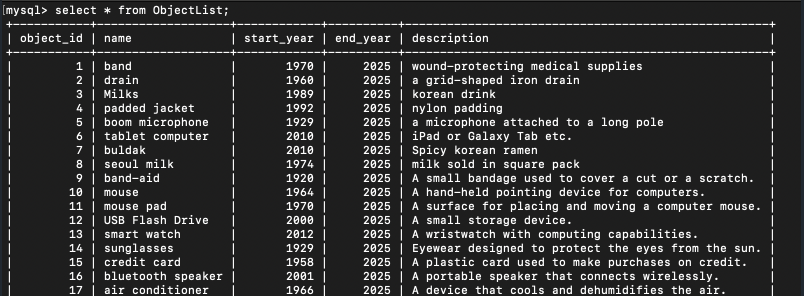 mysql> select * from ObjectList;
| object_id | name | start_year | end_year | description |
| 1 | band | 1970 | 2025 | wound-protecting medical supplies |
| 2 | drain | 1960 | 2025 | a grid-shaped iron drain |
| 3 | Milks | 1989 | 2025 | korean drink |
| 4 | padded jacket | 1992 | 2025 | nylon padding |
| 5 | boom microphone | 1929 | 2025 | a microphone attached to a long pole |
| 6 | tablet computer | 2010 | 2025 | iPad or Galaxy Tab etc. |
| 7 | buldak | 2010 | 2025 | Spicy korean ramen |
| 8 | seoul milk | 1974 | 2025 | milk sold in square pack |
| 9 | band-aid | 1920 | 2025 | A small bandage used to cover a cut or a scratch. |
| 10 | mouse | 1964 | 2025 | A hand-held pointing device for computers. |
| 11 | mouse pad | 1970 | 2025 | A surface for placing and moving a computer mouse. |
| 12 | USB Flash Drive | 2000 | 2025 | A small storage device. |
| 13 | smart watch | 2012 | 2025 | A wristwatch with computing capabilities. |
| 14 | sunglasses | 1929 | 2025 | Eyewear designed to protect the eyes from the sun. |
| 15 | credit card | 1958 | 2025 | A plastic card used to make purchases on credit. |
| 16 | bluetooth speaker | 2001 | 2025 | A portable speaker that connects wirelessly. |
| 17 | air conditioner | 1966 | 2025 | A device that cools and dehumidifies the air. |